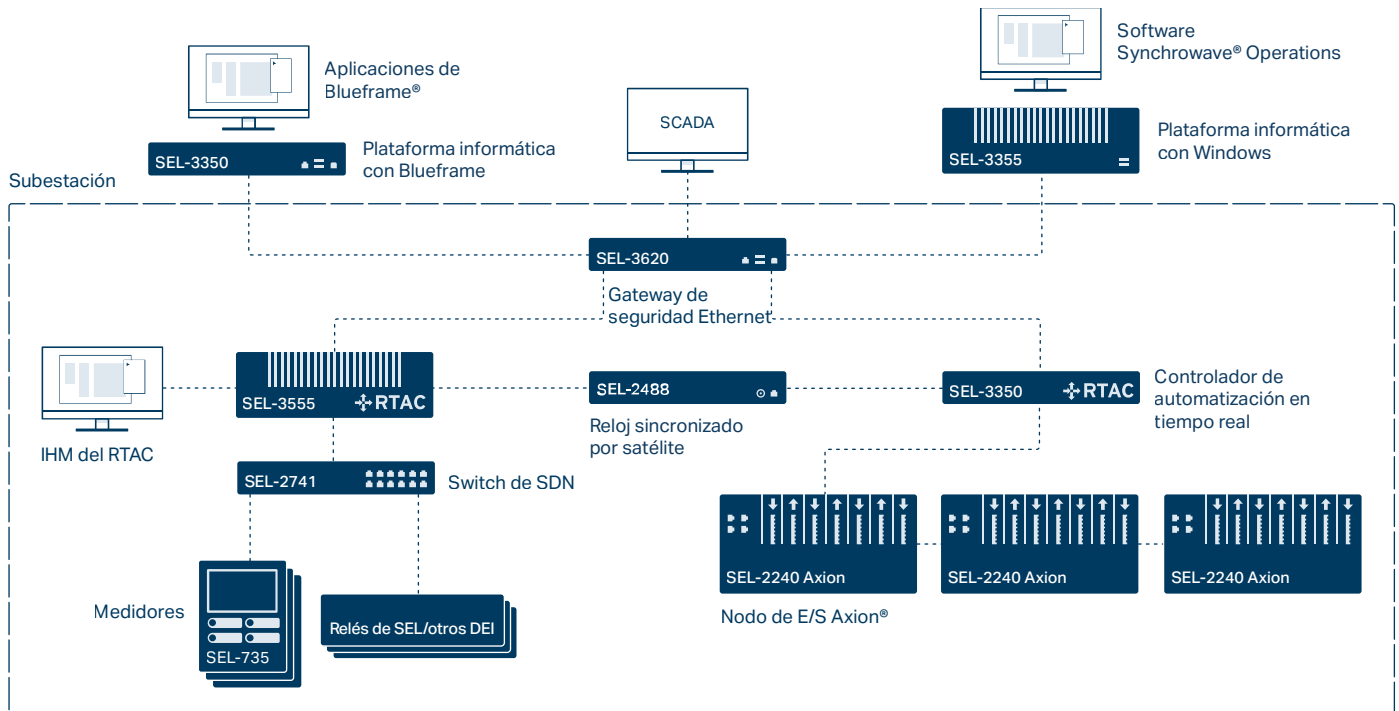 Aplicaciones de
Blueframe®
Software
Synchrowave® Operations
SCADA
SEL-3350
Plataforma informática
con Blueframe
SEL-3355
Plataforma informática
con Windows
Subestación
SEL-3620
Gateway de
seguridad Ethernet
IHM del RTAC
SEL-3555
RTAC
SEL-2488
Reloj sincronizado
por satélite
SEL-3350
RTAC
Controlador de
automatización en
tiempo real
SEL-2741
Switch de SDN
Medidores
SEL-735
Relés de SEL/otros DEI
SEL-2240 Axion
SEL-2240 Axion
SEL-2240 Axion
Nodo de E/S Axion®